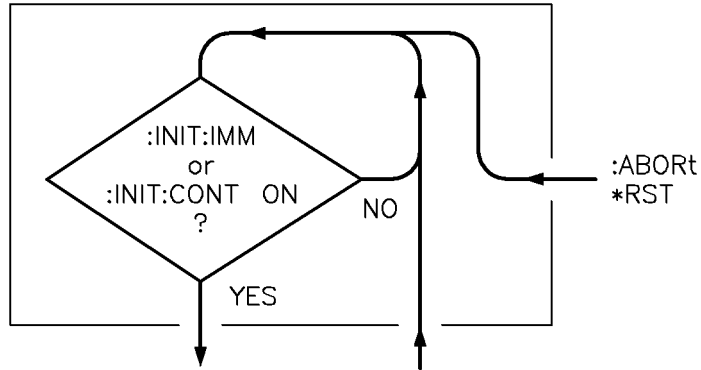 :INIT:IMM
or
:INIT:CONT ON
?
NO
YES
:ABORt
*RST